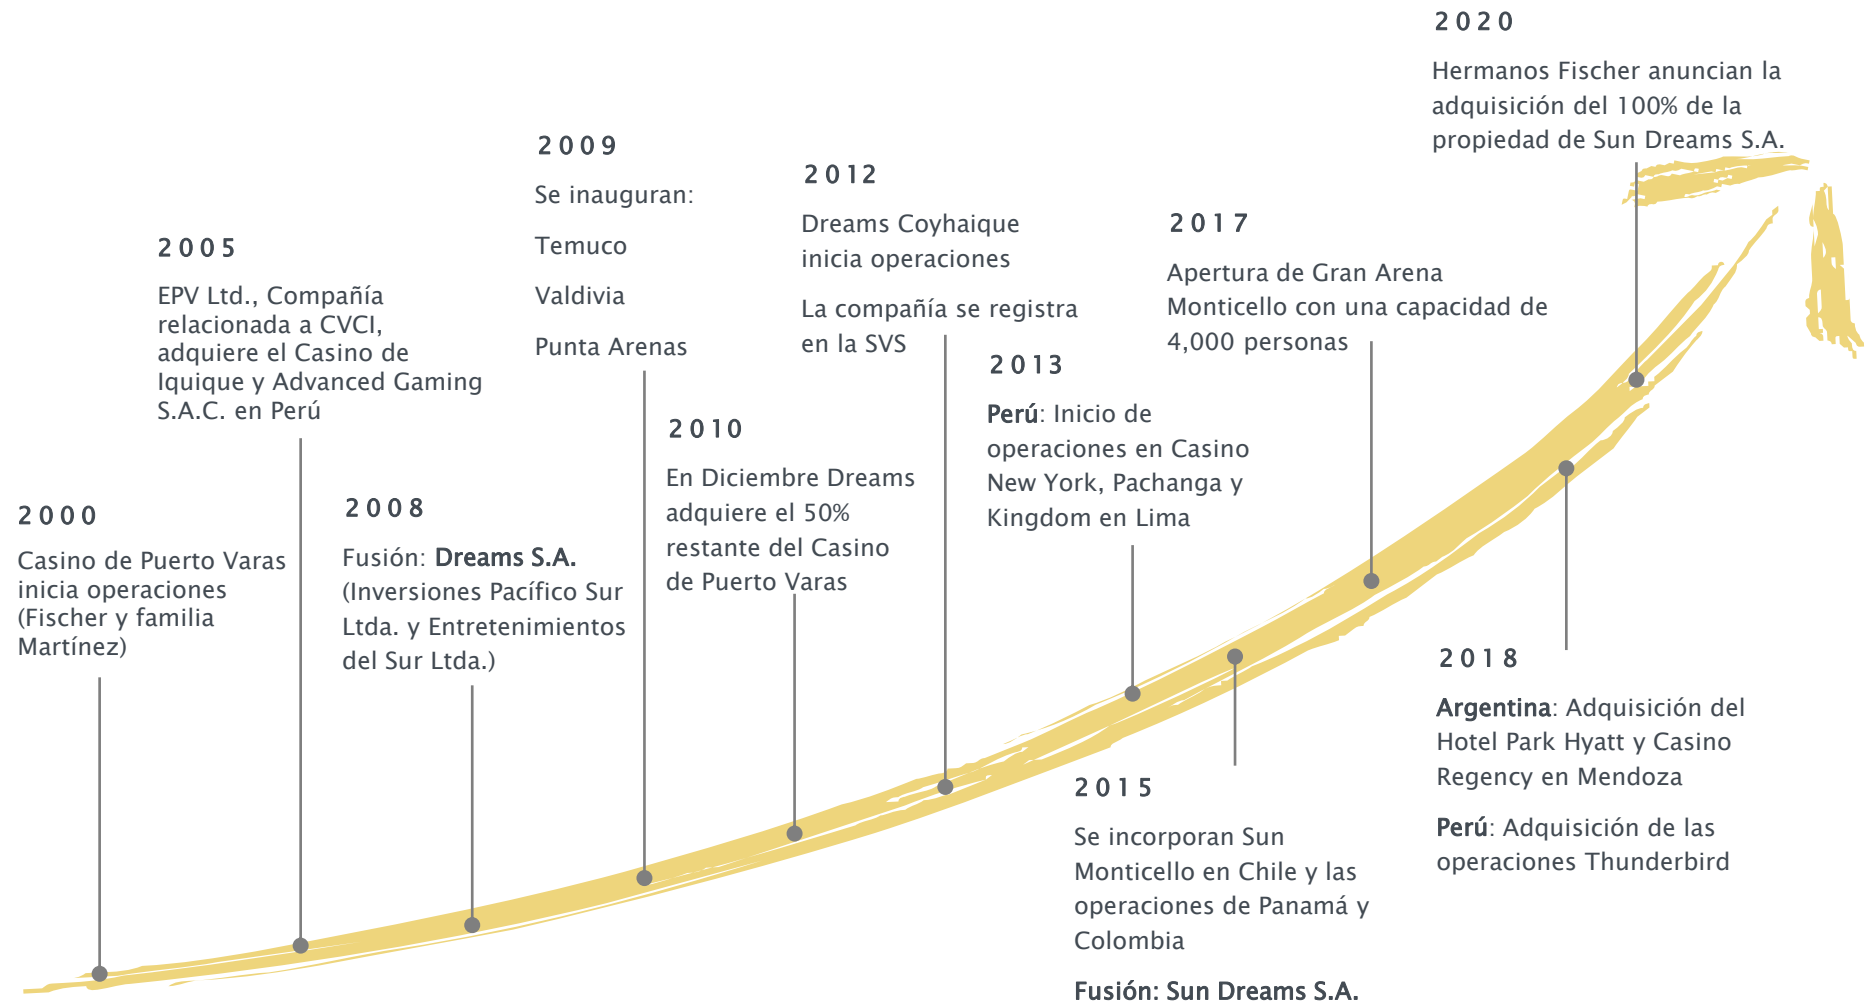 2000
Casino de Puerto Varas
inicia operaciones
(Fischer y familia
Martínez)
2005
EPV Ltd., Compañía
relacionada a CVCI,
adquiere el Casino de
Iquique y Advanced Gaming
S.A.C. en Perú
2008
Fusión: Dreams S.A.
(Inversiones Pacífico Sur
Ltda. y Entretenimientos
del Sur Ltda.)
2009
Se inauguran:
Temuco
Valdivia
Punta Arenas
2010
En Diciembre Dreams
adquiere el 50%
restante del Casino
de Puerto Varas
2012
Dreams Coyhaique
inicia operaciones
La compañía se registra
en la SVS
2013
Perú: Inicio de
operaciones en Casino
New York, Pachanga y
Kingdom en Lima
2015
Se incorporan Sun
Monticello en Chile y las
operaciones de Panamá y
Colombia
Fusión: Sun Dreams S.A.
2017
Apertura de Gran Arena
Monticello con una capacidad de
4,000 personas
2018
Argentina: Adquisición del
Hotel Park Hyatt y Casino
Regency en Mendoza
Perú: Adquisición de las
operaciones Thunderbird
2020
Hermanos Fischer anuncian la
adquisición del 100% de la
propiedad de Sun Dreams S.A.